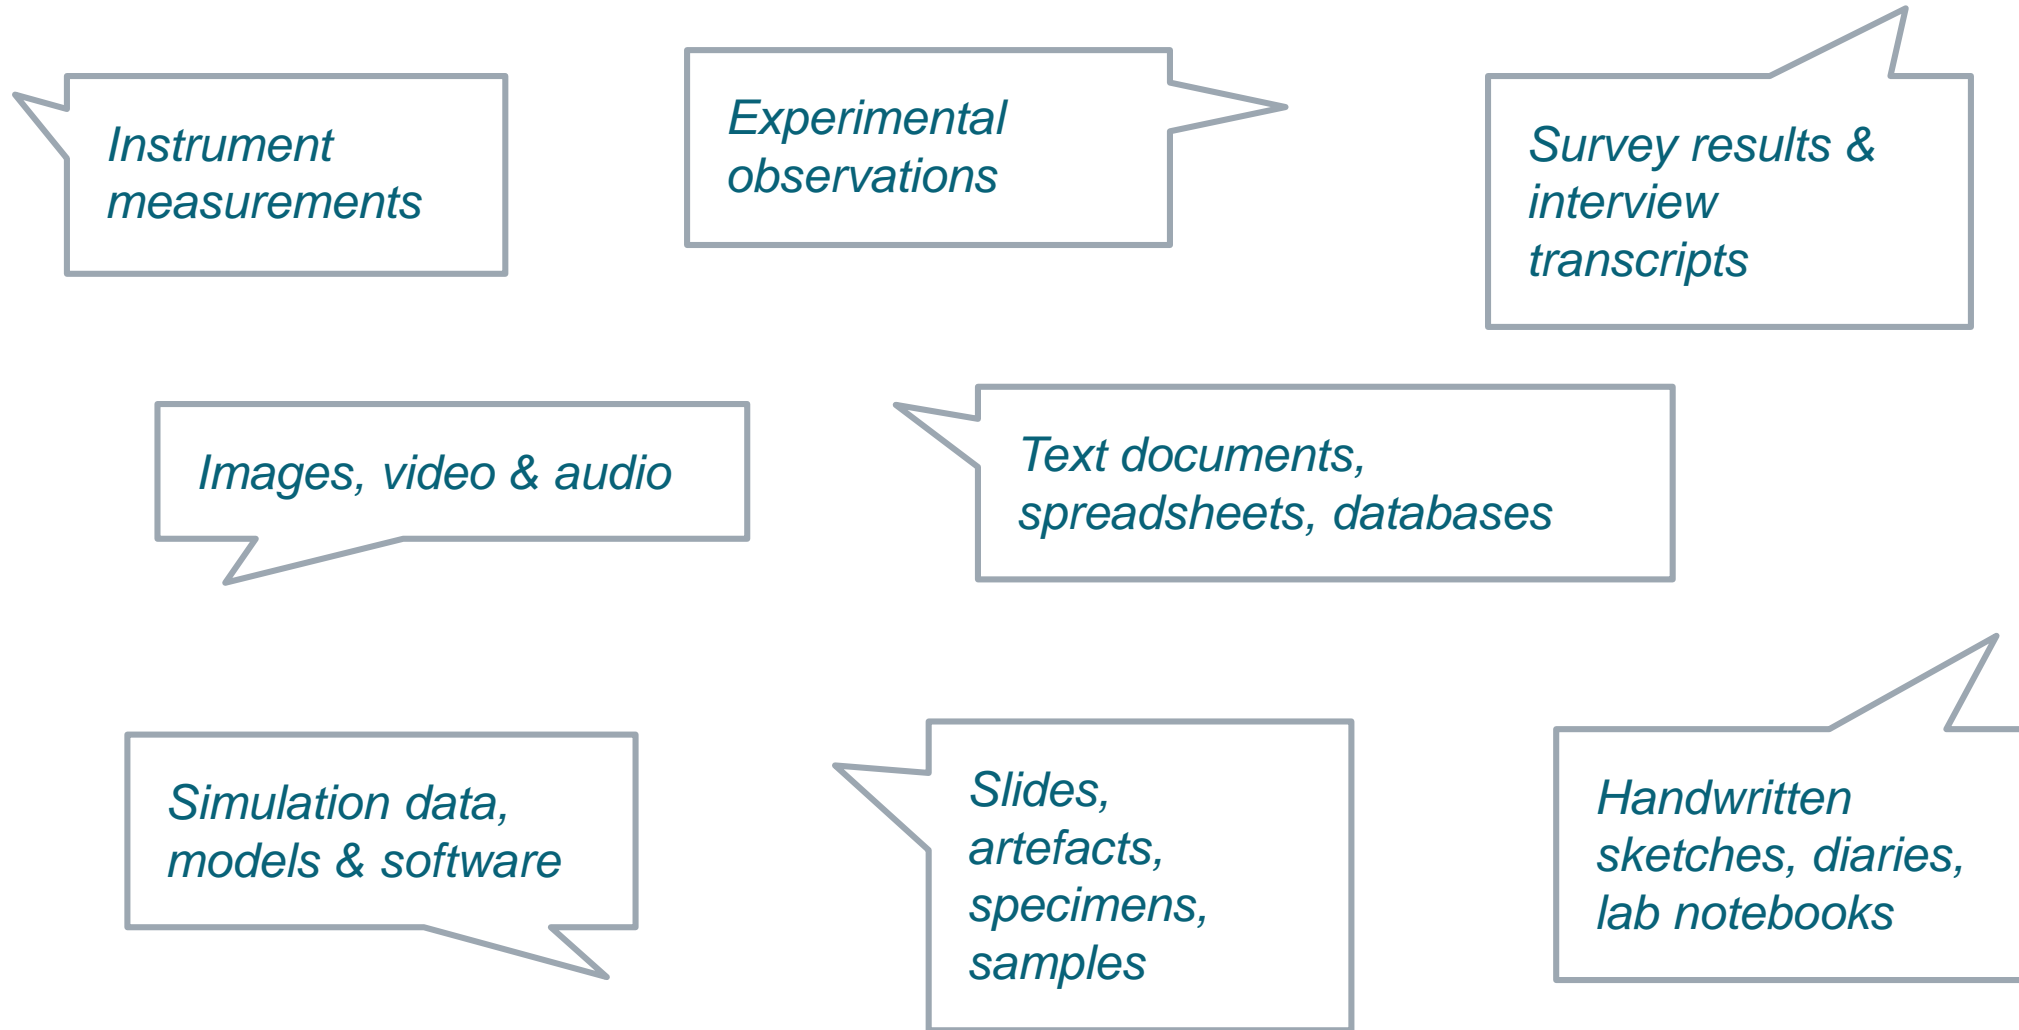 Instrument
measurements
Experimental
observations
Survey results &
interview
transcripts
Images, video & audio
Text documents,
spreadsheets, databases
Simulation data,
models & software
Slides,
artefacts,
specimens,
samples
Handwritten
sketches, diaries,
lab notebooks